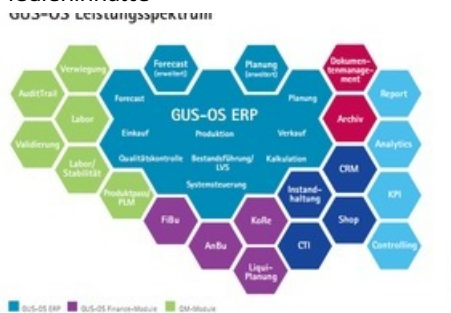 GUS-OS Leistungsspektrum
Verwiegung
Forecast
(erweitert)
Planung
(erweitert)
Dokumen-
tenmanage-
ment
AuditTrail
Forecast
Planung
Report
Labor
GUS-OS ERP
Archiv
Validierung
Einkauf
Produktion
Verkauf
Analytics
Labor/
Stabilität
Qualitätskontrolle
Bestandsführung/
LVS
Kalkulation
CRM
Systemsteuerung
Produktpass/
PLM
Instand-
haltung
KPI
FiBu
KoRe
Shop
AnBu
CTI
Controlling
Liqui-
Planung
GUS-OS ERP
GUS-OS Finance-Module
QM-Module